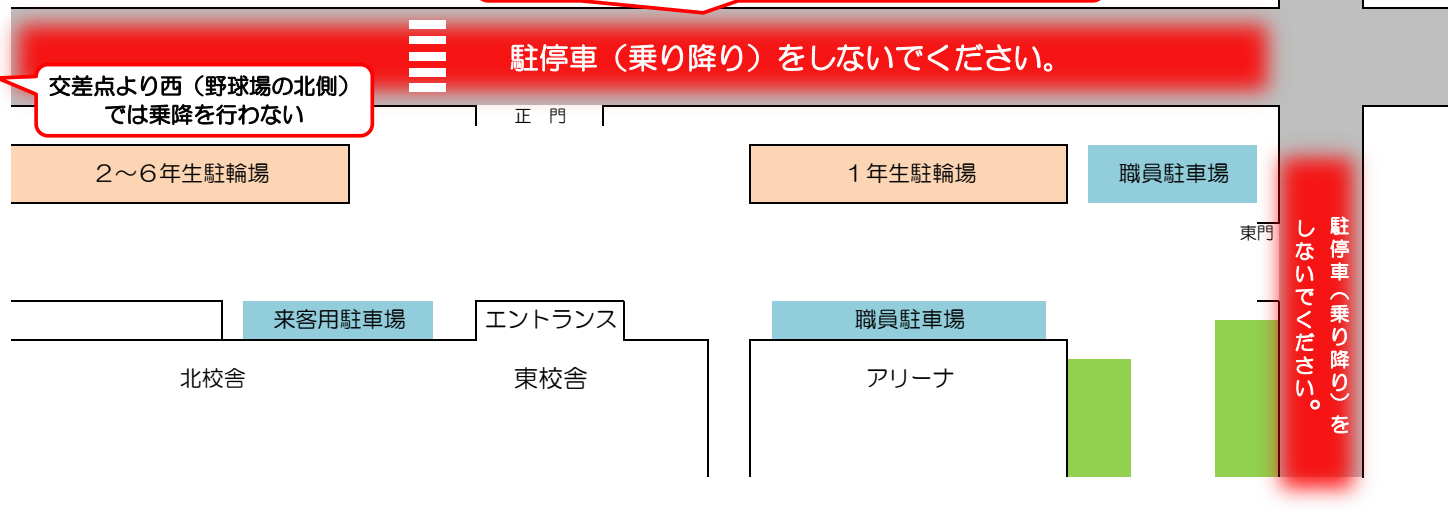 駐停車（乗り降り）をしないでください。
交差点より西（野球場の北側）
では乗降を行わない
正　門
２～６年生駐輪場
１年生駐輪場
職員駐車場
東門
駐停車（乗り降り）を
しないでください。
来客用駐車場
エントランス
職員駐車場
北校舎
東校舎
アリーナ